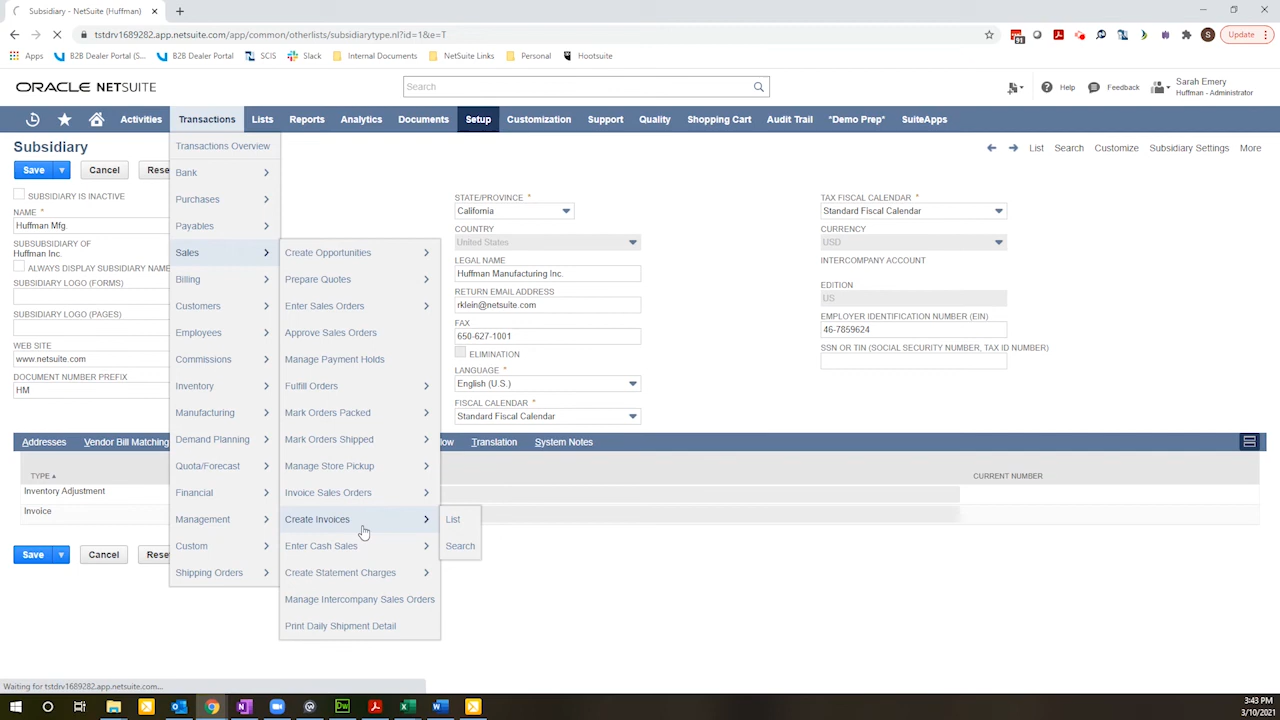 Subsidiary - NetSuite (Huffman)
tstdrv1689282.app.netsuite.com/app/common/otherlists/subsidiarytype.nl?id=1&e=T
91
S
Update
Apps
B2B Dealer Portal (S...
B2B Dealer Portal
SCIS
Slack
Internal Documents
NetSuite Links
Personal
Hootsuite
ORACLE NETSUITE
Search
Help
Feedback
Sarah Emery
Huffman - Administrator
Activities
Transactions
Lists
Reports
Analytics
Documents
Setup
Customization
Support
Quality
Shopping Cart
Audit Trail
*Demo Prep*
SuiteApps
Subsidiary
List
Search
Customize
Subsidiary Settings
More
Save
Cancel
Rese
SUBSIDIARY IS INACTIVE
NAME *
Huffman Mfg.
SUBSUBSIDIARY OF
Huffman Inc.
ALWAYS DISPLAY SUBSIDIARY NAME
SUBSIDIARY LOGO (FORMS)
SUBSIDIARY LOGO (PAGES)
WEB SITE
www.netsuite.com
DOCUMENT NUMBER PREFIX
HM
Transactions Overview
Bank
Purchases
Payables
Sales
Billing
Customers
Employees
Commissions
Inventory
Manufacturing
Demand Planning
Quota/Forecast
Financial
Management
Custom
Shipping Orders
Create Opportunities
Prepare Quotes
Enter Sales Orders
Approve Sales Orders
Manage Payment Holds
Fulfill Orders
Mark Orders Packed
Mark Orders Shipped
Manage Store Pickup
Invoice Sales Orders
Create Invoices
Enter Cash Sales
Create Statement Charges
Manage Intercompany Sales Orders
Print Daily Shipment Detail
List
Search
STATE/PROVINCE *
California
COUNTRY
United States
LEGAL NAME
Huffman Manufacturing Inc.
RETURN EMAIL ADDRESS
rklein@netsuite.com
FAX
650-627-1001
ELIMINATION
LANGUAGE *
English (U.S.)
FISCAL CALENDAR *
Standard Fiscal Calendar
TAX FISCAL CALENDAR *
Standard Fiscal Calendar
CURRENCY
USD
INTERCOMPANY ACCOUNT
EDITION
US
EMPLOYER IDENTIFICATION NUMBER (EIN)
46-7859624
SSN OR TIN (SOCIAL SECURITY NUMBER, TAX ID NUMBER)
Addresses
Vendor Bill Matching
ow
Translation
System Notes
TYPE
CURRENT NUMBER
Inventory Adjustment
Invoice
Save
Cancel
Rese
Waiting for tstdrv1689282.app.netsuite.com...
3:43 PM
3/10/2021